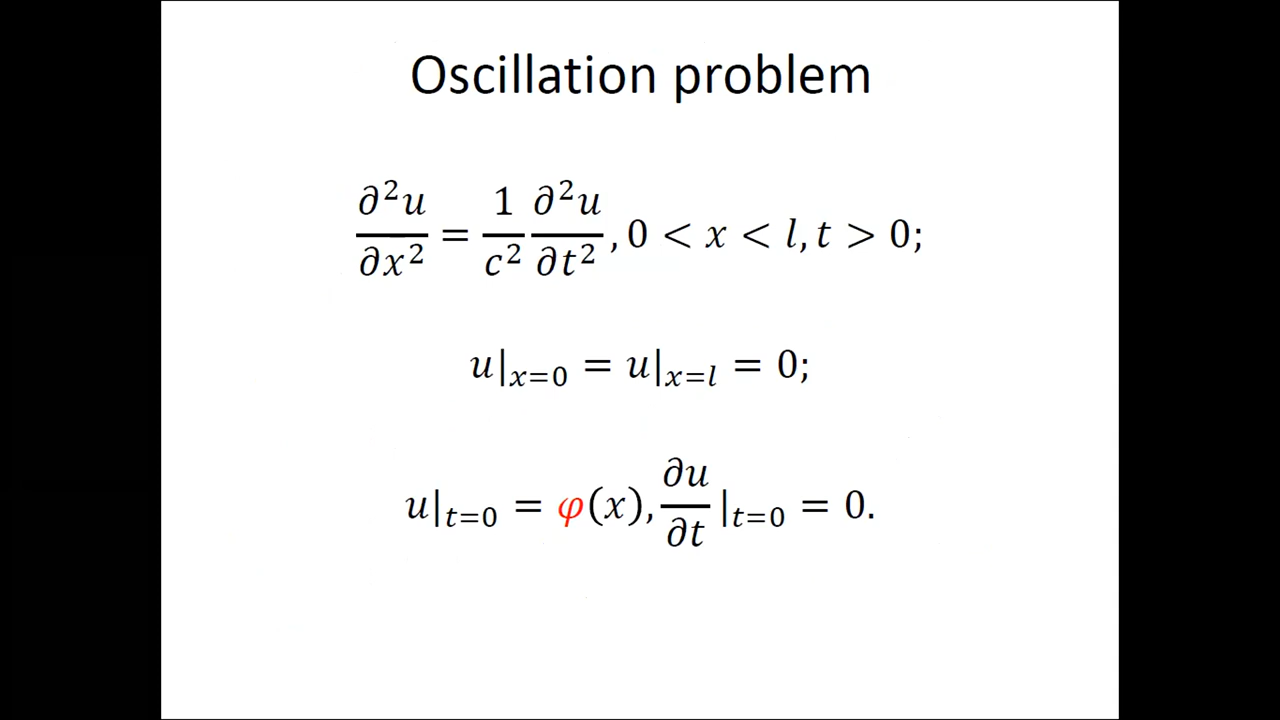 Oscillation problem
∂²u/∂x² = 1/c² ∂²u/∂t², 0 < x < l, t > 0;
u|ₓ₌₀ = u|ₓ₌ₗ = 0;
u|ₜ₌₀ = φ(x), ∂u/∂t |ₜ₌₀ = 0.